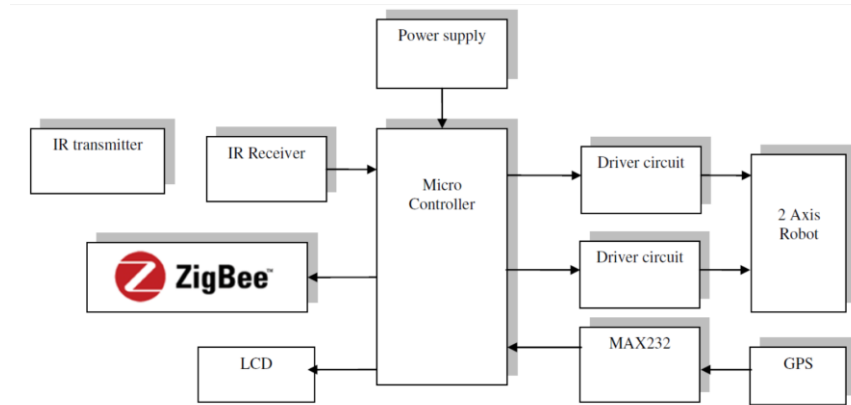 Power supply
IR transmitter
IR Receiver
Micro
Controller
Driver circuit
2 Axis
Robot
ZigBee™
Driver circuit
LCD
MAX232
GPS